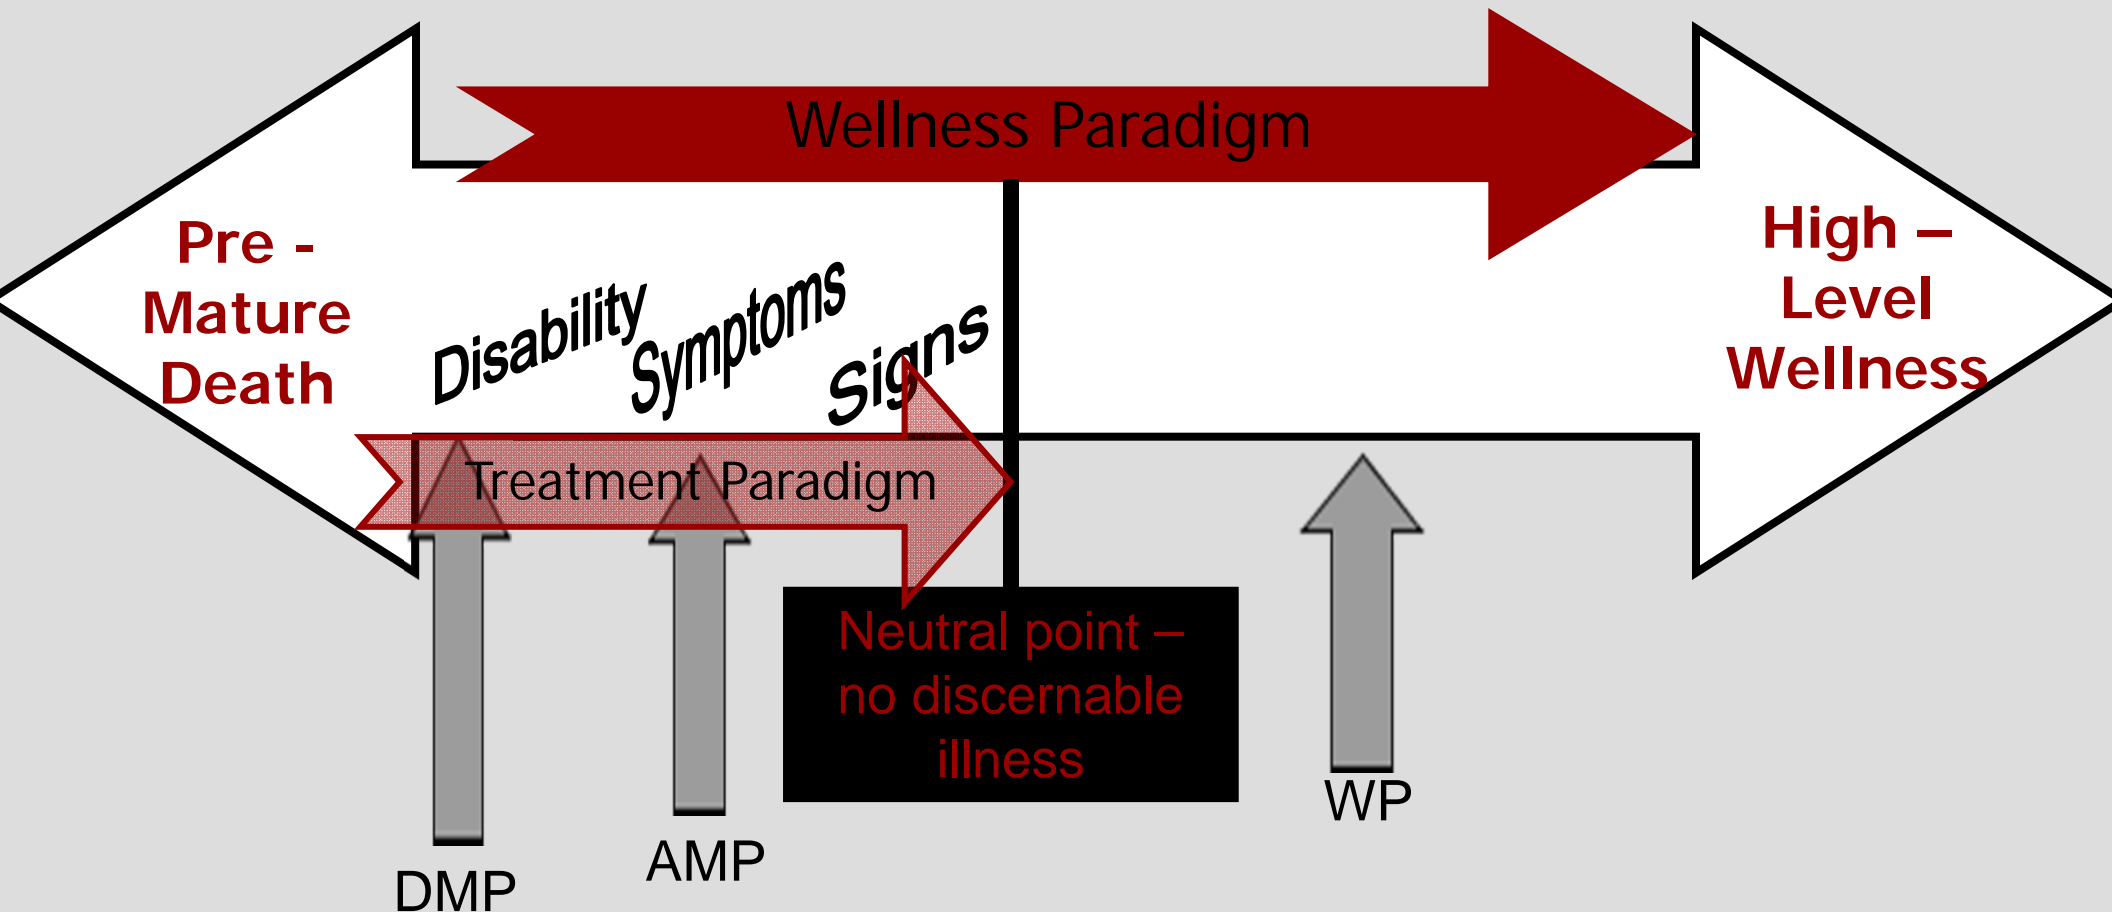 Wellness Paradigm
Pre -
Mature
Death
Disability
Symptoms
Signs
High –
Level
Wellness
Treatment Paradigm
Neutral point –
no discernable
illness
DMP
AMP
WP